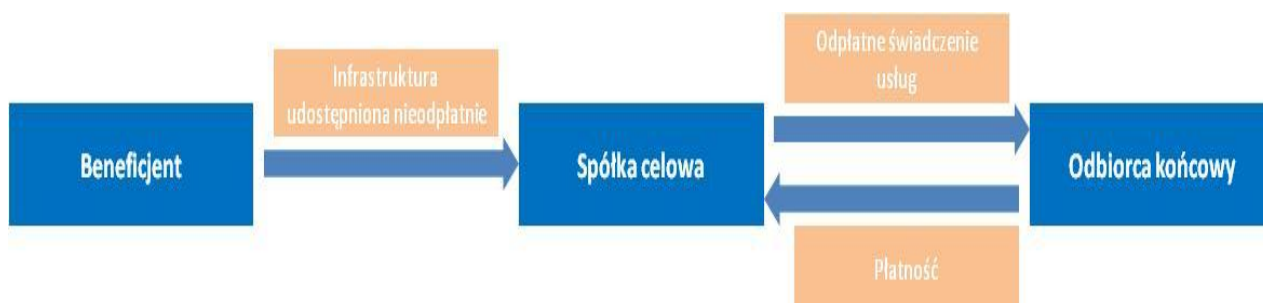 Infrastruktura
udostępniona nieodpłatnie
Odpłatne świadczenie
usług
Beneficjent
Spółka celowa
Odbiorca końcowy
Płatność